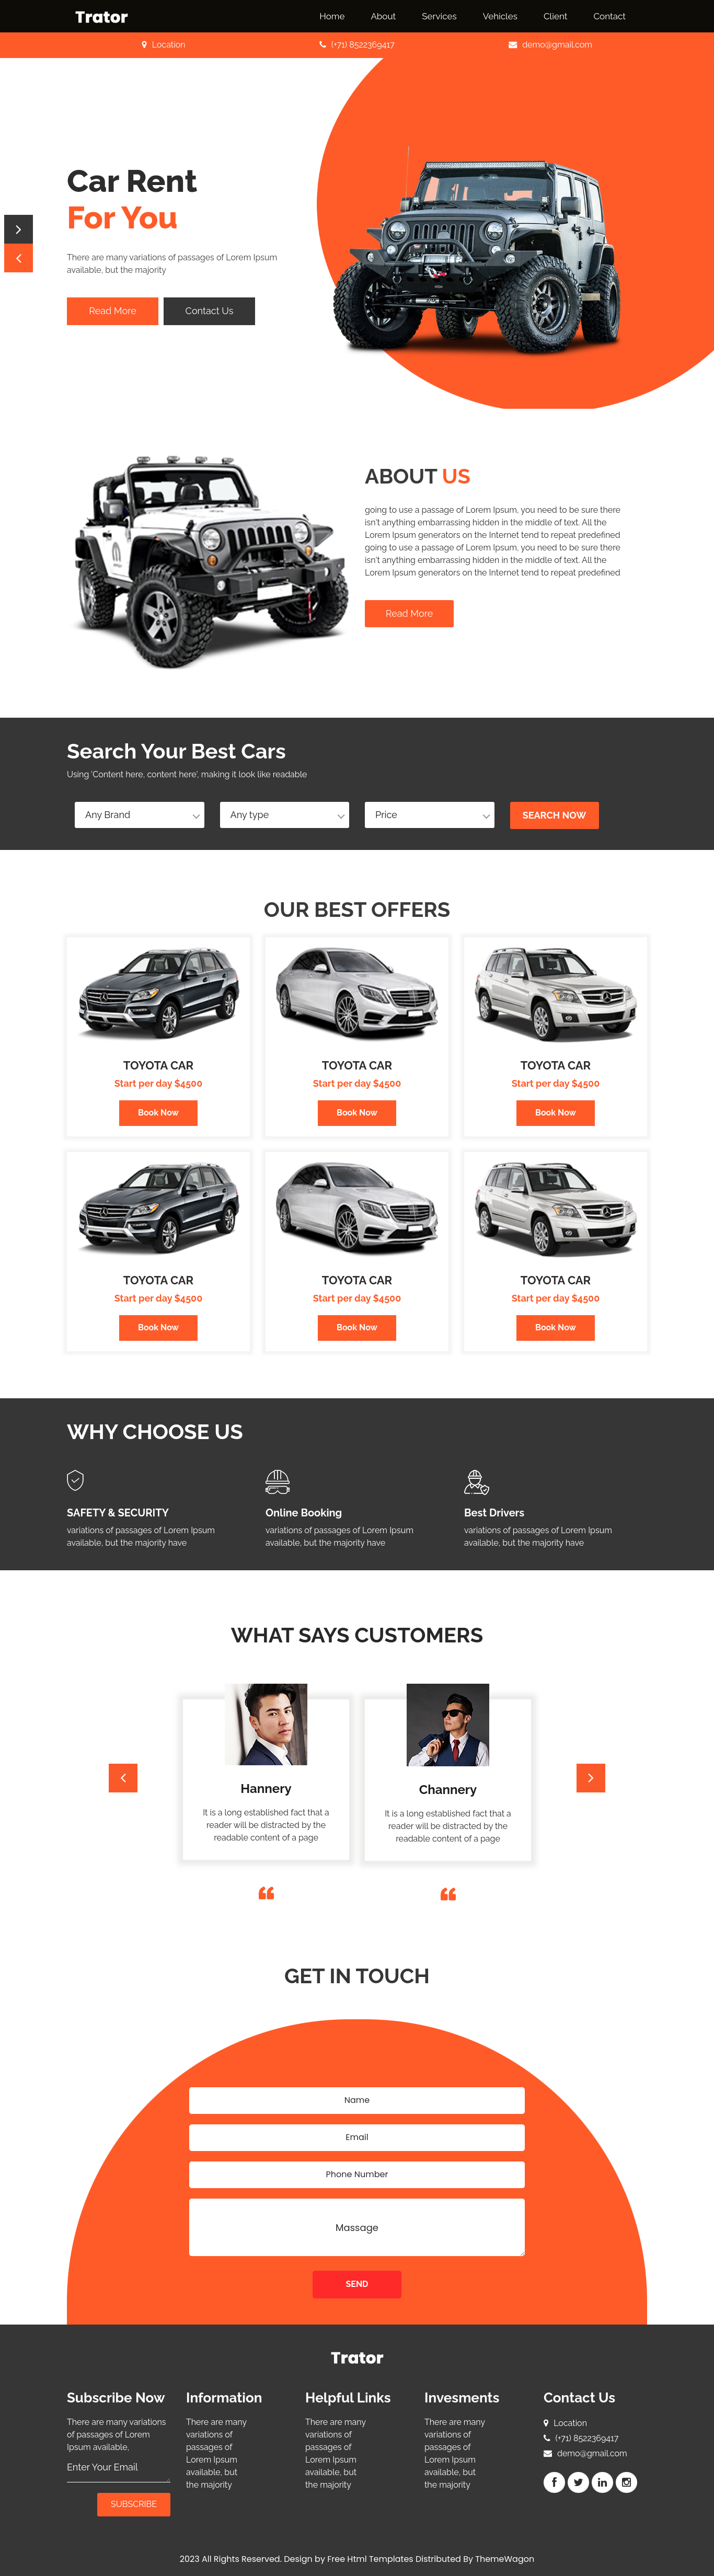 Trator
Home About Services Vehicles Client Contact
Location (+71) 8522369417 demo@gmail.com
Car Rent
For You
There are many variations of passages of Lorem Ipsum
available, but the majority
Read More Contact Us
ABOUT US
going to use a passage of Lorem Ipsum, you need to be sure there
isn't anything embarrassing hidden in the middle of text. All the
Lorem Ipsum generators on the Internet tend to repeat predefined
going to use a passage of Lorem Ipsum, you need to be sure there
isn't anything embarrassing hidden in the middle of text. All the
Lorem Ipsum generators on the Internet tend to repeat predefined
Read More
Search Your Best Cars
Using 'Content here, content here', making it look like readable
Any Brand Any type Price SEARCH NOW
OUR BEST OFFERS
TOYOTA CAR TOYOTA CAR TOYOTA CAR
Start per day $4500 Start per day $4500 Start per day $4500
Book Now Book Now Book Now
TOYOTA CAR TOYOTA CAR TOYOTA CAR
Start per day $4500 Start per day $4500 Start per day $4500
Book Now Book Now Book Now
WHY CHOOSE US
SAFETY & SECURITY
variations of passages of Lorem Ipsum
available, but the majority have
Online Booking
variations of passages of Lorem Ipsum
available, but the majority have
Best Drivers
variations of passages of Lorem Ipsum
available, but the majority have
WHAT SAYS CUSTOMERS
Hannery
It is a long established fact that a
reader will be distracted by the
readable content of a page
Channery
It is a long established fact that a
reader will be distracted by the
readable content of a page
GET IN TOUCH
Name
Email
Phone Number
Massage
SEND
Trator
Subscribe Now
There are many variations
of passages of Lorem
Ipsum available,
Enter Your Email
SUBSCRIBE
Information
There are many
variations of
passages of
Lorem Ipsum
available, but
the majority
Helpful Links
There are many
variations of
passages of
Lorem Ipsum
available, but
the majority
Invesments
There are many
variations of
passages of
Lorem Ipsum
available, but
the majority
Contact Us
Location
(+71) 8522369417
demo@gmail.com
2023 All Rights Reserved. Design by Free Html Templates Distributed By ThemeWagon